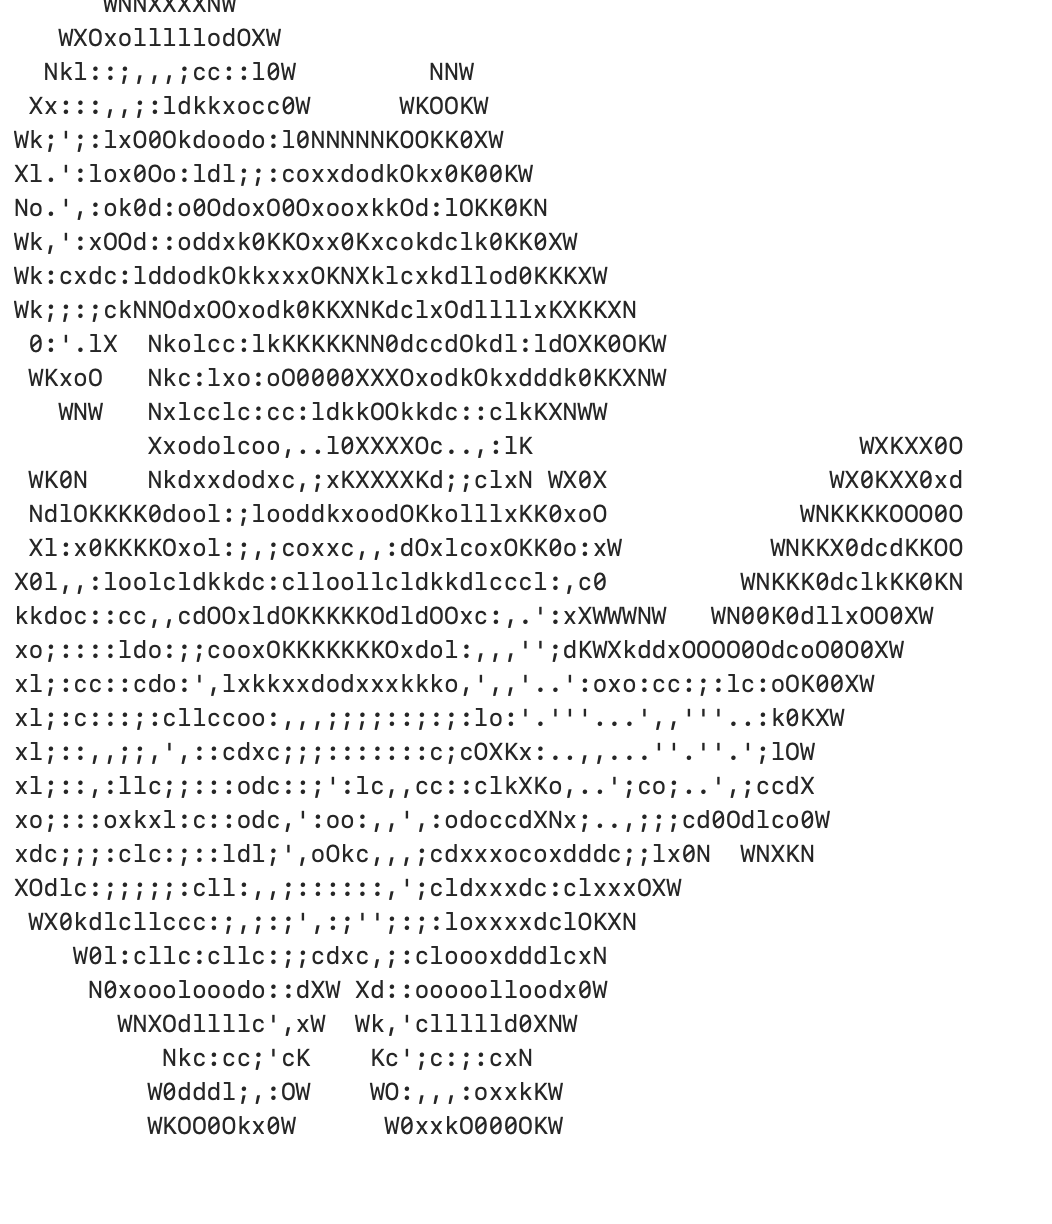 WNNXXXXNW
WXOxolllllodOXW
Nkl::;,,,;cc::l0W         NNW
Xx:::,,;:ldkkxocc0W      WKOOKW
Wk;';:lxO0Okdoodo:l0NNNNNKOOKK0XW
Xl.':lox0Oo:ldl;;:coxxdodkOkx0K00KW
No.',:ok0d:o0OdoxO0OxooxkkOd:lOKK0KN
Wk,':xOOd::oddxk0KKOxx0Kxcokdclk0KK0XW
Wk:cxdc:lddodkOkkxxxOKNXklcxkdllod0KKKXW
Wk;:;ckNNOdxOOxodk0KKXNKdclxOdllllxKXKKXN
0:'.lX  Nkolcc:lkKKKKKNN0dccdOkdl:ldOXK0OKW
WKxoO   Nkc:lxo:oO0000XXXOxodkOkxdddk0KKXNW
WNW   Nxlcclc:cc:ldkkOOkkdc::clkKXNWW
Xxodolcoo,..l0XXXXOc..,:lK                      WXKXX0O
WK0N    Nkdxxdodxc,;xKXXXXKd;;clxN WX0X               WX0KXX0xd
NdlOKKKK0dool:;looddkxoodOKkolllxKK0xoO             WNKKKKOOO0O
Xl:x0KKKKOxol:;,;coxxc,,:dOxlcoxOKK0o:xW          WNKKX0dcdKKOO
X0l,,:loolcldkkdc:clloollcldkkdlccccl:,c0         WNKKK0dclkKK0KN
kkdoc::cc,,cdOOxldOKKKKKOdldOOxc:,.':xXWWWNW   WN00K0dllxOO0XW
xo;::::ldo:;;cooxOKKKKKKKOxdol:,,,'';dKWXkddxOOOO0OdcoO0O0XW
xl;:cc::cdo:',lxkkxxdodxxxkkko,',,'..':oxo:cc:;:lc:oOK00XW
xl;:c:::;:cllccoo:,,,;;;;::;:;:lo:'.'''...',,'''..:k0KXW
xl;::,,;;,',::cdxc;;;:::::::c;cOXKx:..,,...''.''.';lOW
xl;::,:llc;;:::odc::;':lc,,cc::clkXKo,..';co;..',;ccdX
xo;:::oxkxl:c::odc,':oo:,,',:odoccdXNx;..,;;;cd0Odlco0W
xdc;;;:clc:;::ldl;',oOkc,,,;cdxxxocoxdddc;;lx0N  WNXKN
XOdlc:;;;;;:cll:,,;::::::,';cldxxxdc:clxxxOXW
WX0kdlcllccc:;,;:;',:;'';:;:loxxxxdclOKXN
W0l:cllc:cllc:;;cdxc,;:cloooxdddlcxN
N0xooolooodo::dXW Xd::ooooolloodx0W
WNXOdllllc',xW  Wk,'clllllld0XNW
Nkc:cc;'cK    Kc';c:;:cxN
W0dddl;,:OW    WO:,,,:oxxkKW
WKOO0Okx0W      W0xxkO000OKW